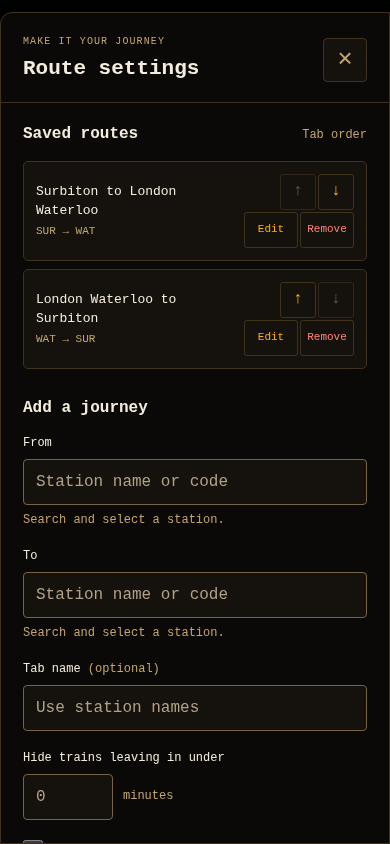 MAKE IT YOUR JOURNEY
Route settings
✕
Saved routes
Tab order
Surbiton to London
Waterloo
SUR → WAT
↑
↓
Edit
Remove
London Waterloo to
Surbiton
WAT → SUR
↑
↓
Edit
Remove
Add a journey
From
Station name or code
Search and select a station.
To
Station name or code
Search and select a station.
Tab name (optional)
Use station names
Hide trains leaving in under
0
minutes